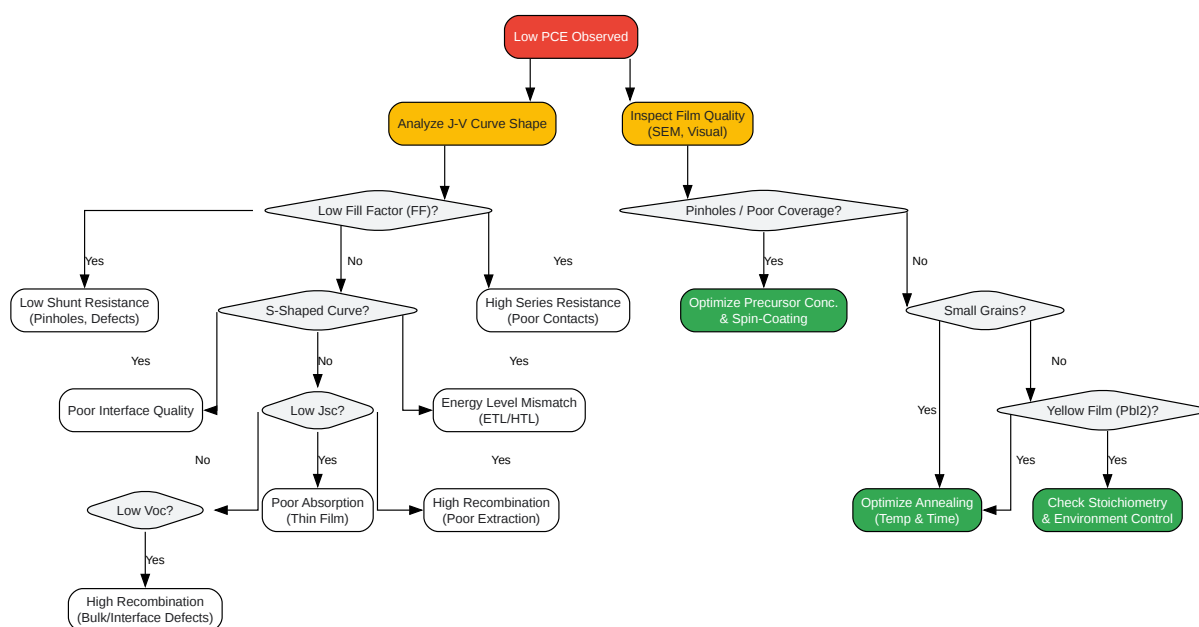 Low PCE Observed
Analyze J-V Curve Shape
Inspect Film Quality
(SEM, Visual)
Low Fill Factor (FF)?
Pinholes / Poor Coverage?
Yes
No
Yes
Yes
No
Low Shunt Resistance
(Pinholes, Defects)
S-Shaped Curve?
High Series Resistance
(Poor Contacts)
Optimize Precursor Conc.
& Spin-Coating
Small Grains?
Yes
No
Yes
No
Poor Interface Quality
Low Jsc?
Energy Level Mismatch
(ETL/HTL)
Yes
Yellow Film (PbI2)?
No
Yes
Yes
Yes
Yes
Low Voc?
Poor Absorption
(Thin Film)
High Recombination
(Poor Extraction)
Optimize Annealing
(Temp & Time)
Check Stoichiometry
& Environment Control
Yes
High Recombination
(Bulk/Interface Defects)